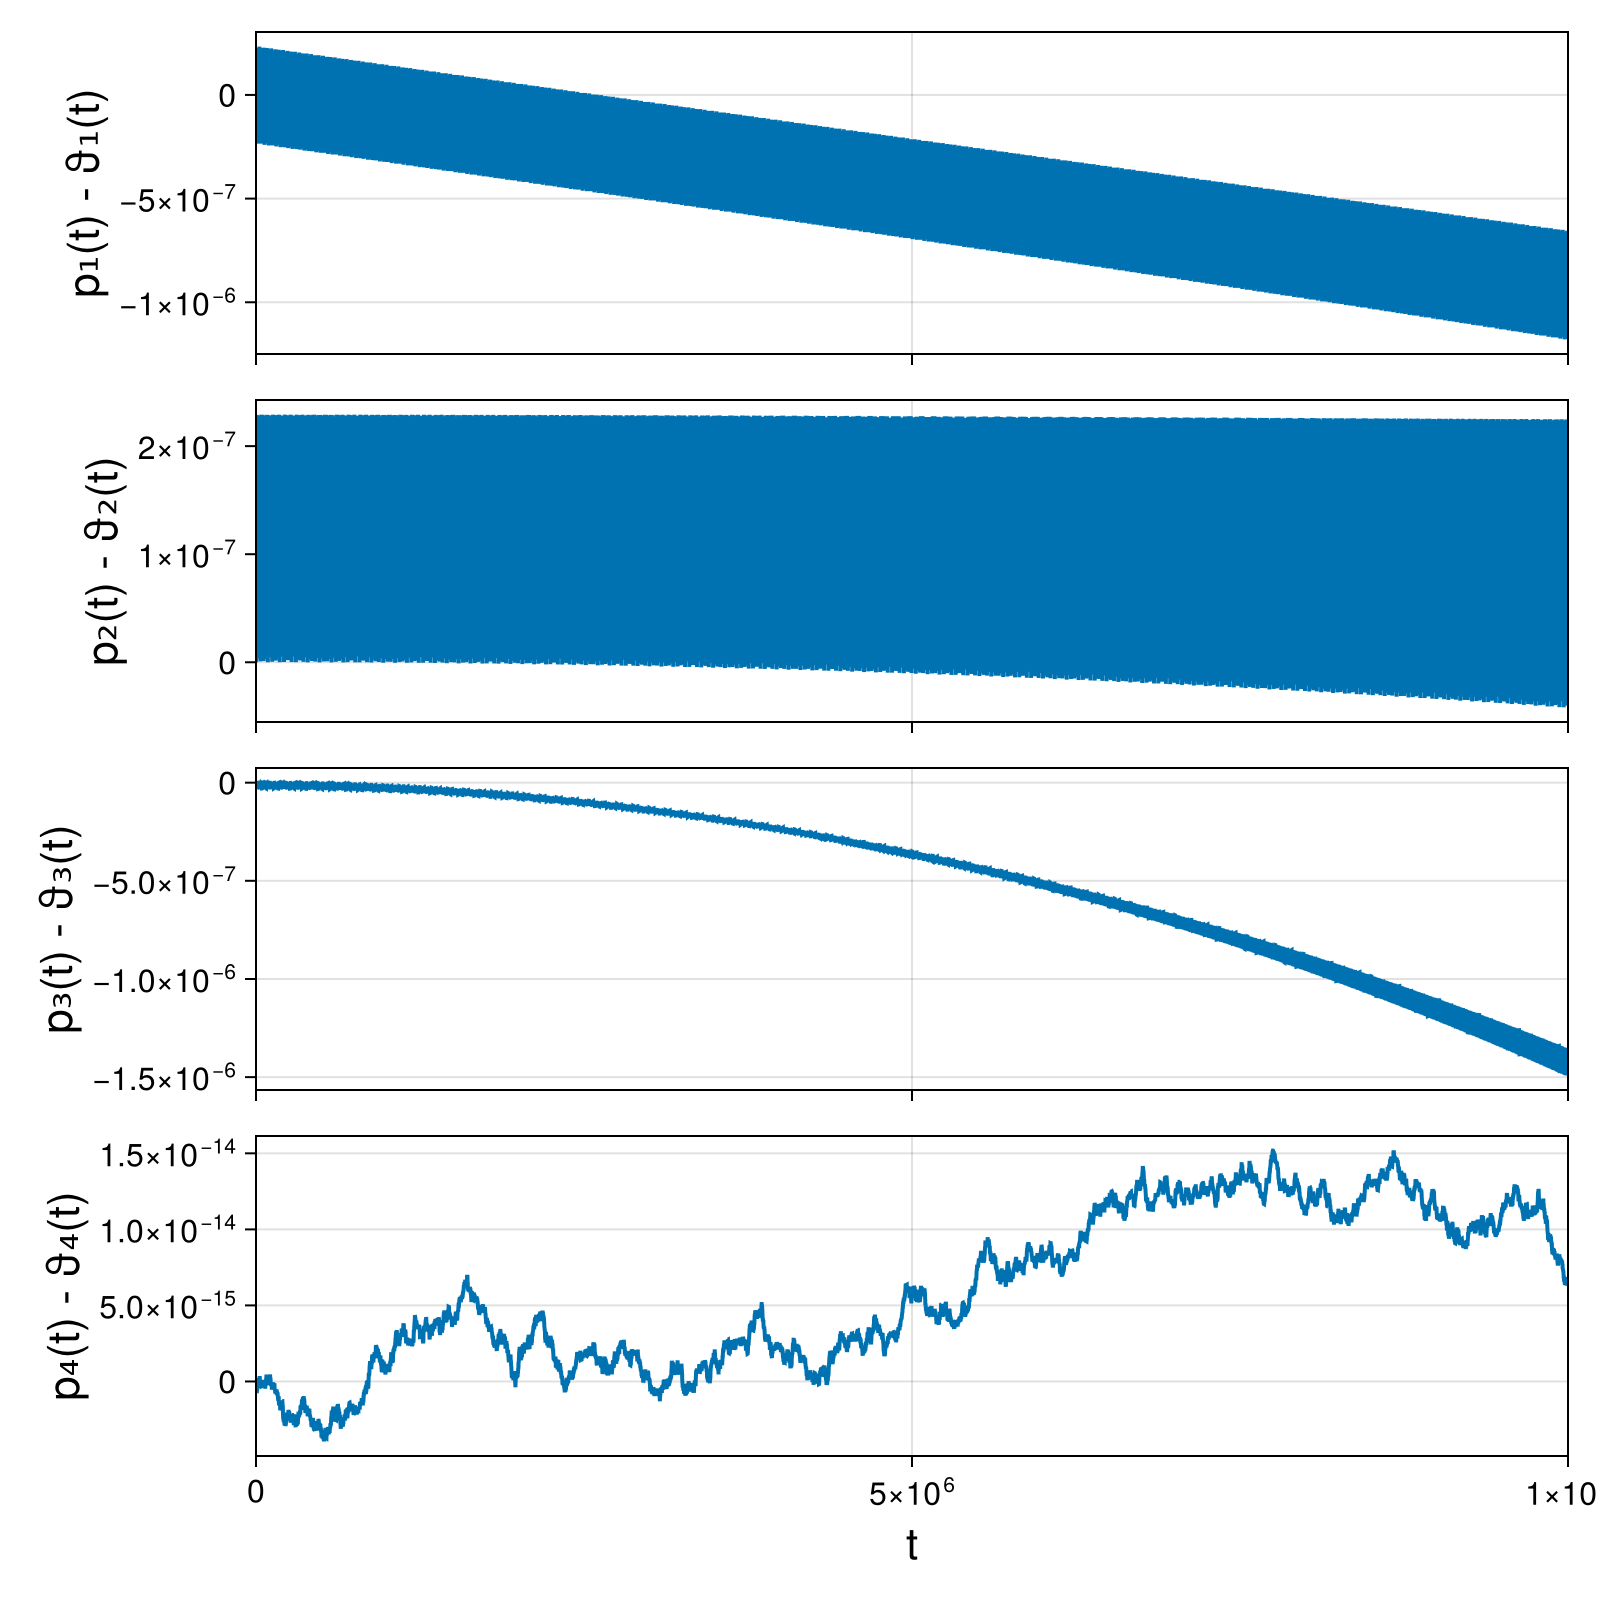 p₁(t) - ϑ₁(t)
0
−5×10⁻⁷
−1×10⁻⁶
p₂(t) - ϑ₂(t)
2×10⁻⁷
1×10⁻⁷
0
p₃(t) - ϑ₃(t)
0
−5.0×10⁻⁷
−1.0×10⁻⁶
−1.5×10⁻⁶
p₄(t) - ϑ₄(t)
1.5×10⁻¹⁴
1.0×10⁻¹⁴
5.0×10⁻¹⁵
0
0 5×10⁶ 1×10
t